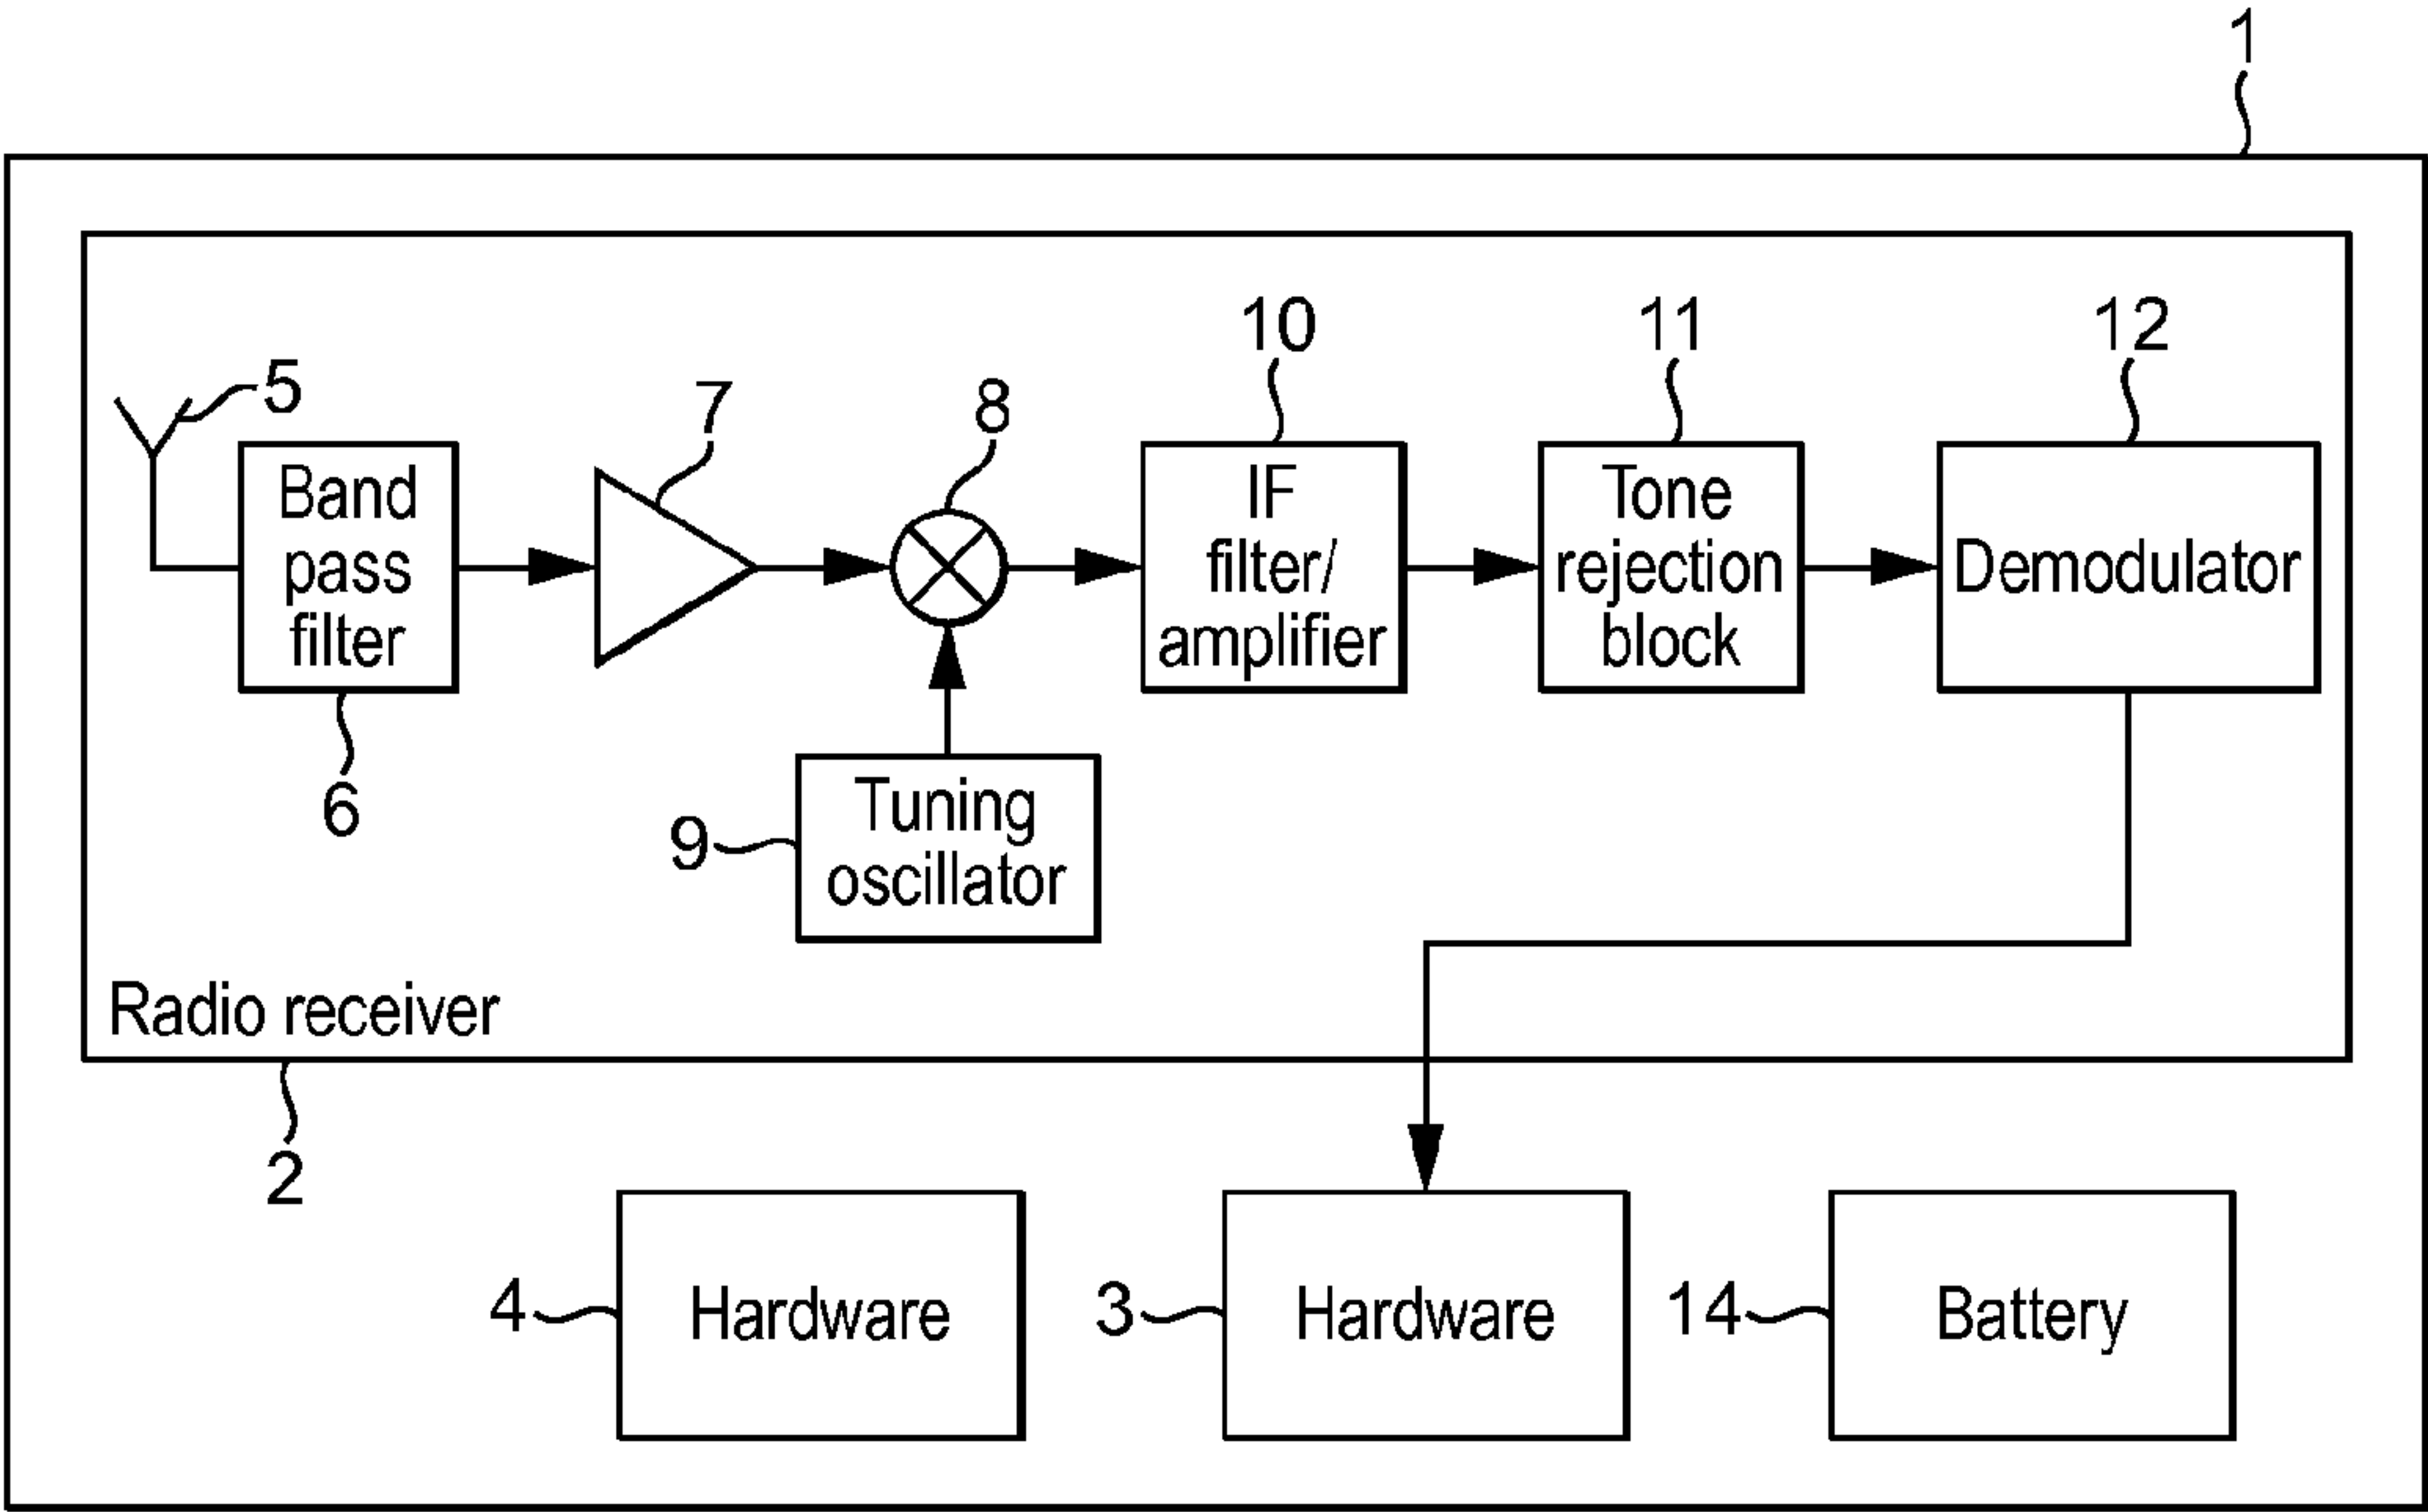 1
10
11
12
5
7
8
Band
pass
filter
IF
filter/
amplifier
Tone
rejection
block
Demodulator
6
9
Tuning
oscillator
Radio receiver
2
4
Hardware
3
Hardware
14
Battery